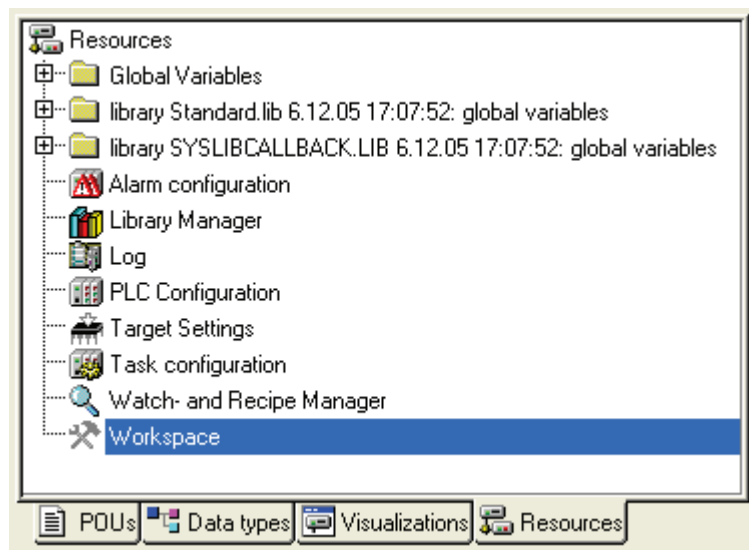 Resources
Global Variables
library Standard.lib 6.12.05 17:07:52: global variables
library SYSLIBCALLBACK.LIB 6.12.05 17:07:52: global variables
Alarm configuration
Library Manager
Log
PLC Configuration
Target Settings
Task configuration
Watch- and Recipe Manager
Workspace
POUs Data types Visualizations Resources